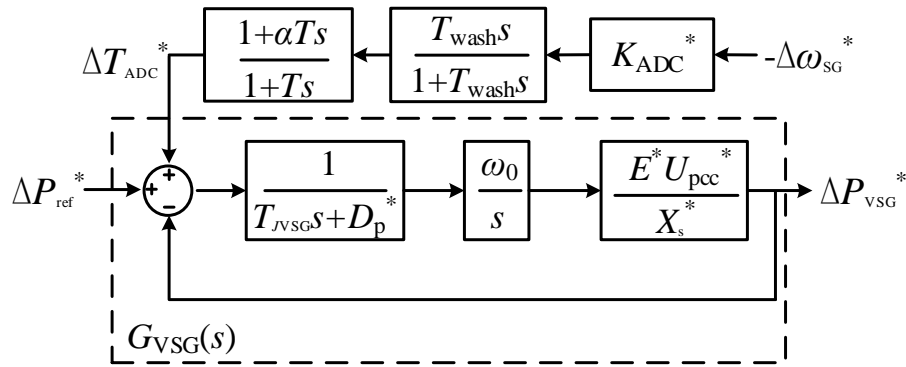 ΔT_ADC^* (1+αTs)/(1+Ts) (T_wash s)/(1+T_wash s) K_ADC^* -Δω_SG^*
ΔP_ref^* + + − 1/(T_JVSG s+D_p^*) ω_0/s (E^* U_pcc^*)/X_s^* ΔP_VSG^*
G_VSG(s)